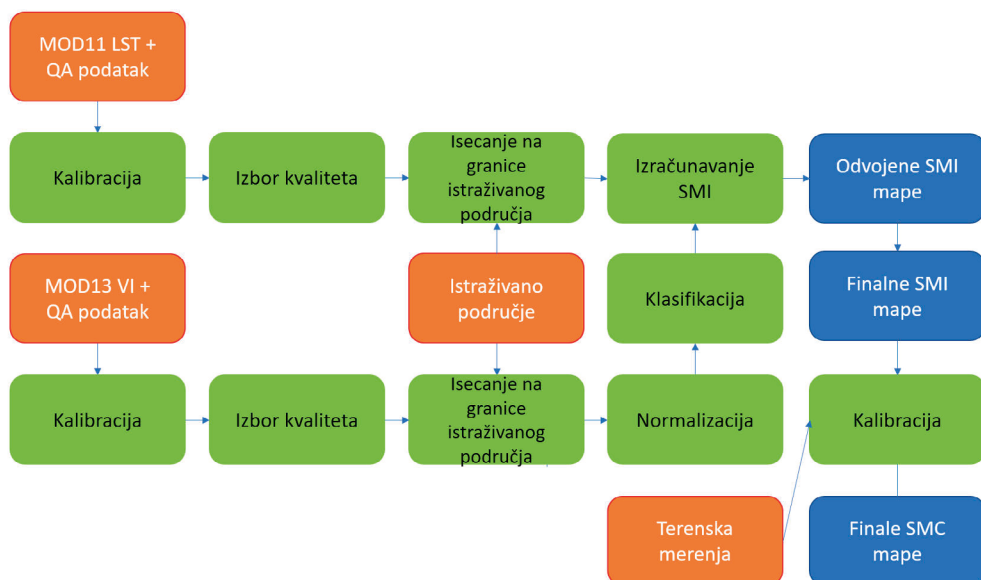 MOD11 LST +
QA podatak
Kalibracija
Izbor kvaliteta
Isecanje na
granice
istraživanog
područja
Izračunavanje
SMI
Odvojene SMI
mape
MOD13 VI +
QA podatak
Istraživano
područje
Klasifikacija
Finalne SMI
mape
Kalibracija
Izbor kvaliteta
Isecanje na
granice
istraživanog
područja
Normalizacija
Kalibracija
Terenska
merenja
Finale SMC
mape